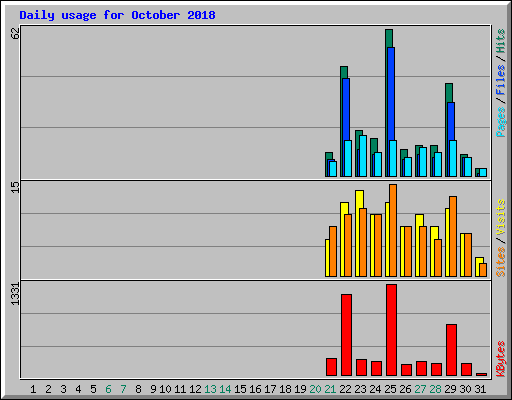 Daily usage for October 2018
62
Pages/Files/Hits
15
Sites/Visits
1331
KBytes
1 2 3 4 5 6 7 8 9 10 11 12 13 14 15 16 17 18 19 20 21 22 23 24 25 26 27 28 29 30 31